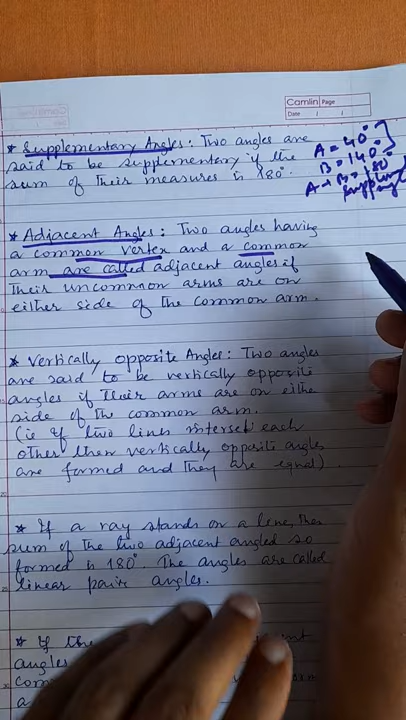 Camlin Page
Date / /
* Supplementary Angles: Two angles are
said to be supplementary if the
sum of their measures is 180°.
A = 40°
B = 140°
A + B = 180°
* Adjacent Angles: Two angles having
a common vertex and a common
arm are called adjacent angles if
their uncommon arms are on
either side of the common arm.
* Vertically opposite Angles: Two angles
are said to be vertically opposite
angles if their arms are on eithe
side of the common arm.
(ie if two lines interset each
other then vertically opposite angles
are formed and they are equal).
* If a ray stands on a line, then
sum of the two adjacent angled so
formed is 180°. The angles are called
linear pair angles.
* If the
angles
com
a